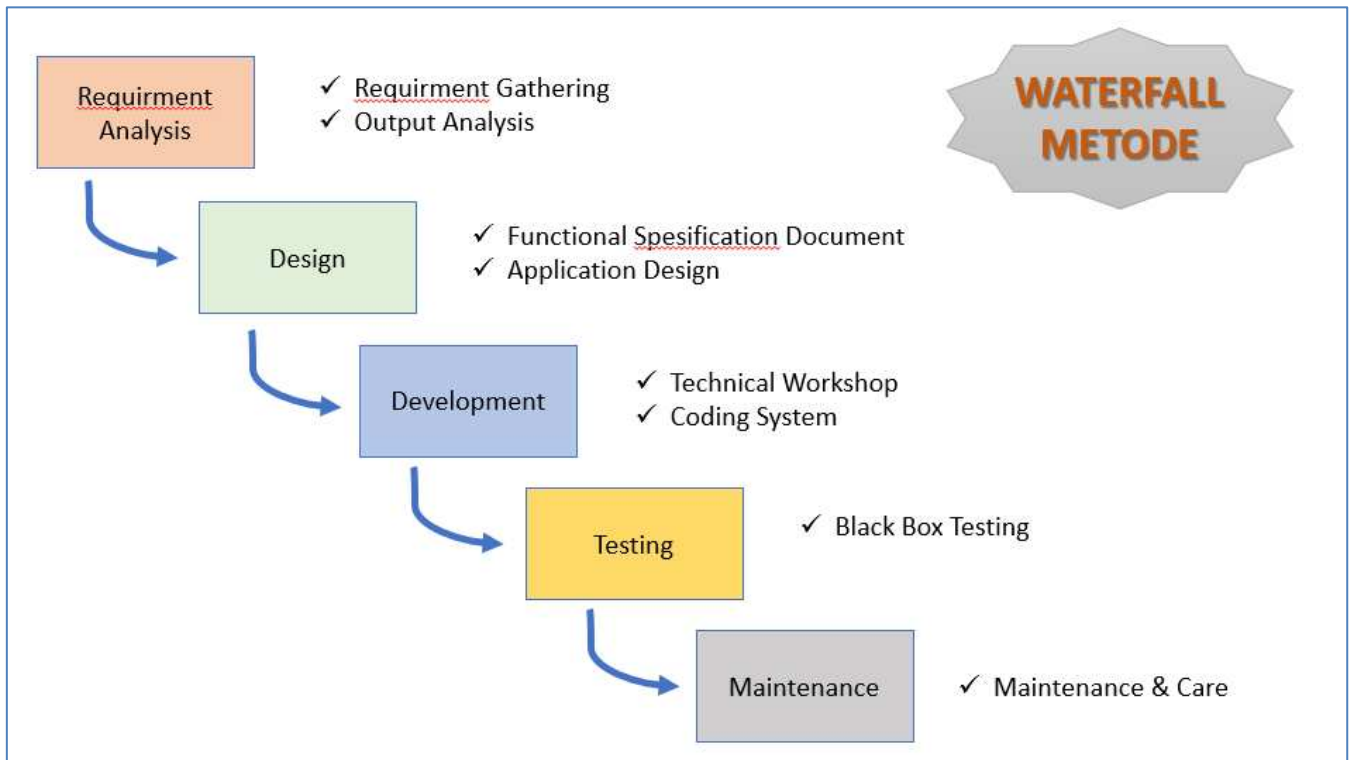 WATERFALL
METODE
Requirment
Analysis
✓ Requirment Gathering
✓ Output Analysis
Design
✓ Functional Spesification Document
✓ Application Design
Development
✓ Technical Workshop
✓ Coding System
Testing
✓ Black Box Testing
Maintenance
✓ Maintenance & Care